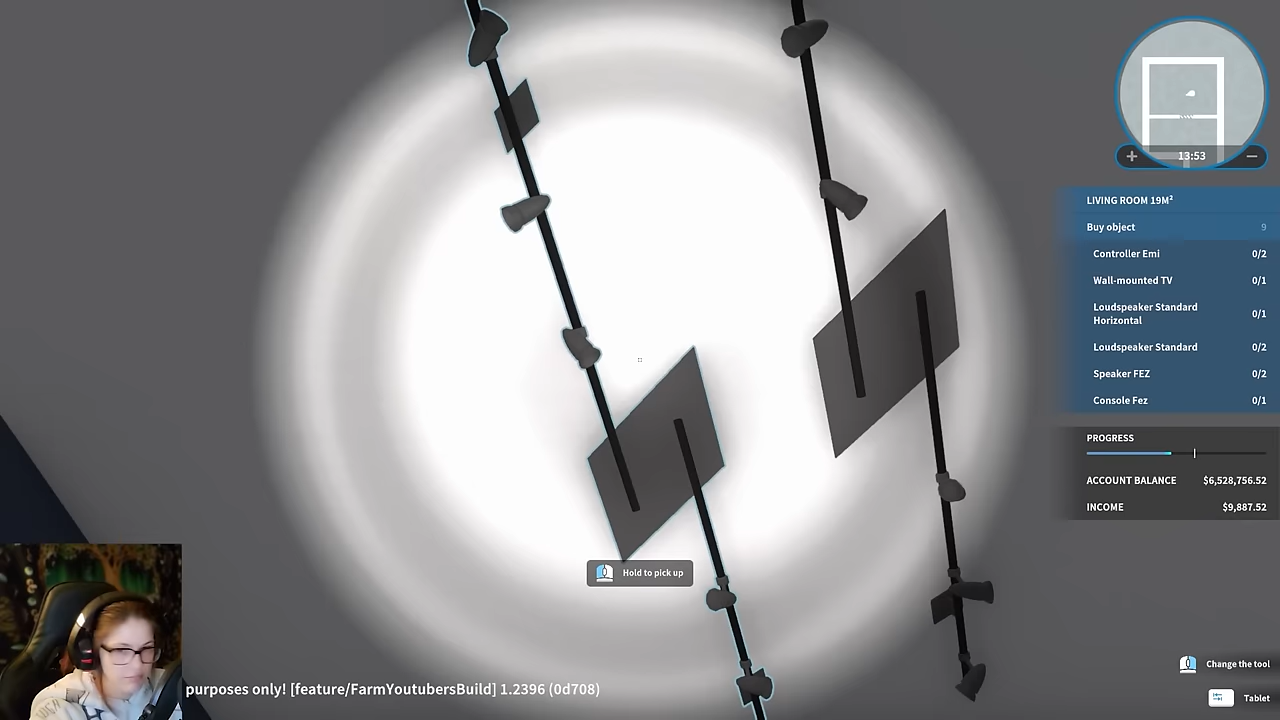 13:53
LIVING ROOM 19M²
Buy object 9
Controller Emi 0/2
Wall-mounted TV 0/1
Loudspeaker Standard
Horizontal 0/1
Loudspeaker Standard 0/2
Speaker FEZ 0/2
Console Fez 0/1
PROGRESS
ACCOUNT BALANCE $6,528,756.52
INCOME $9,887.52
Hold to pick up
Change the tool
purposes only! [feature/FarmYoutubersBuild] 1.2396 (0d708)
Tablet